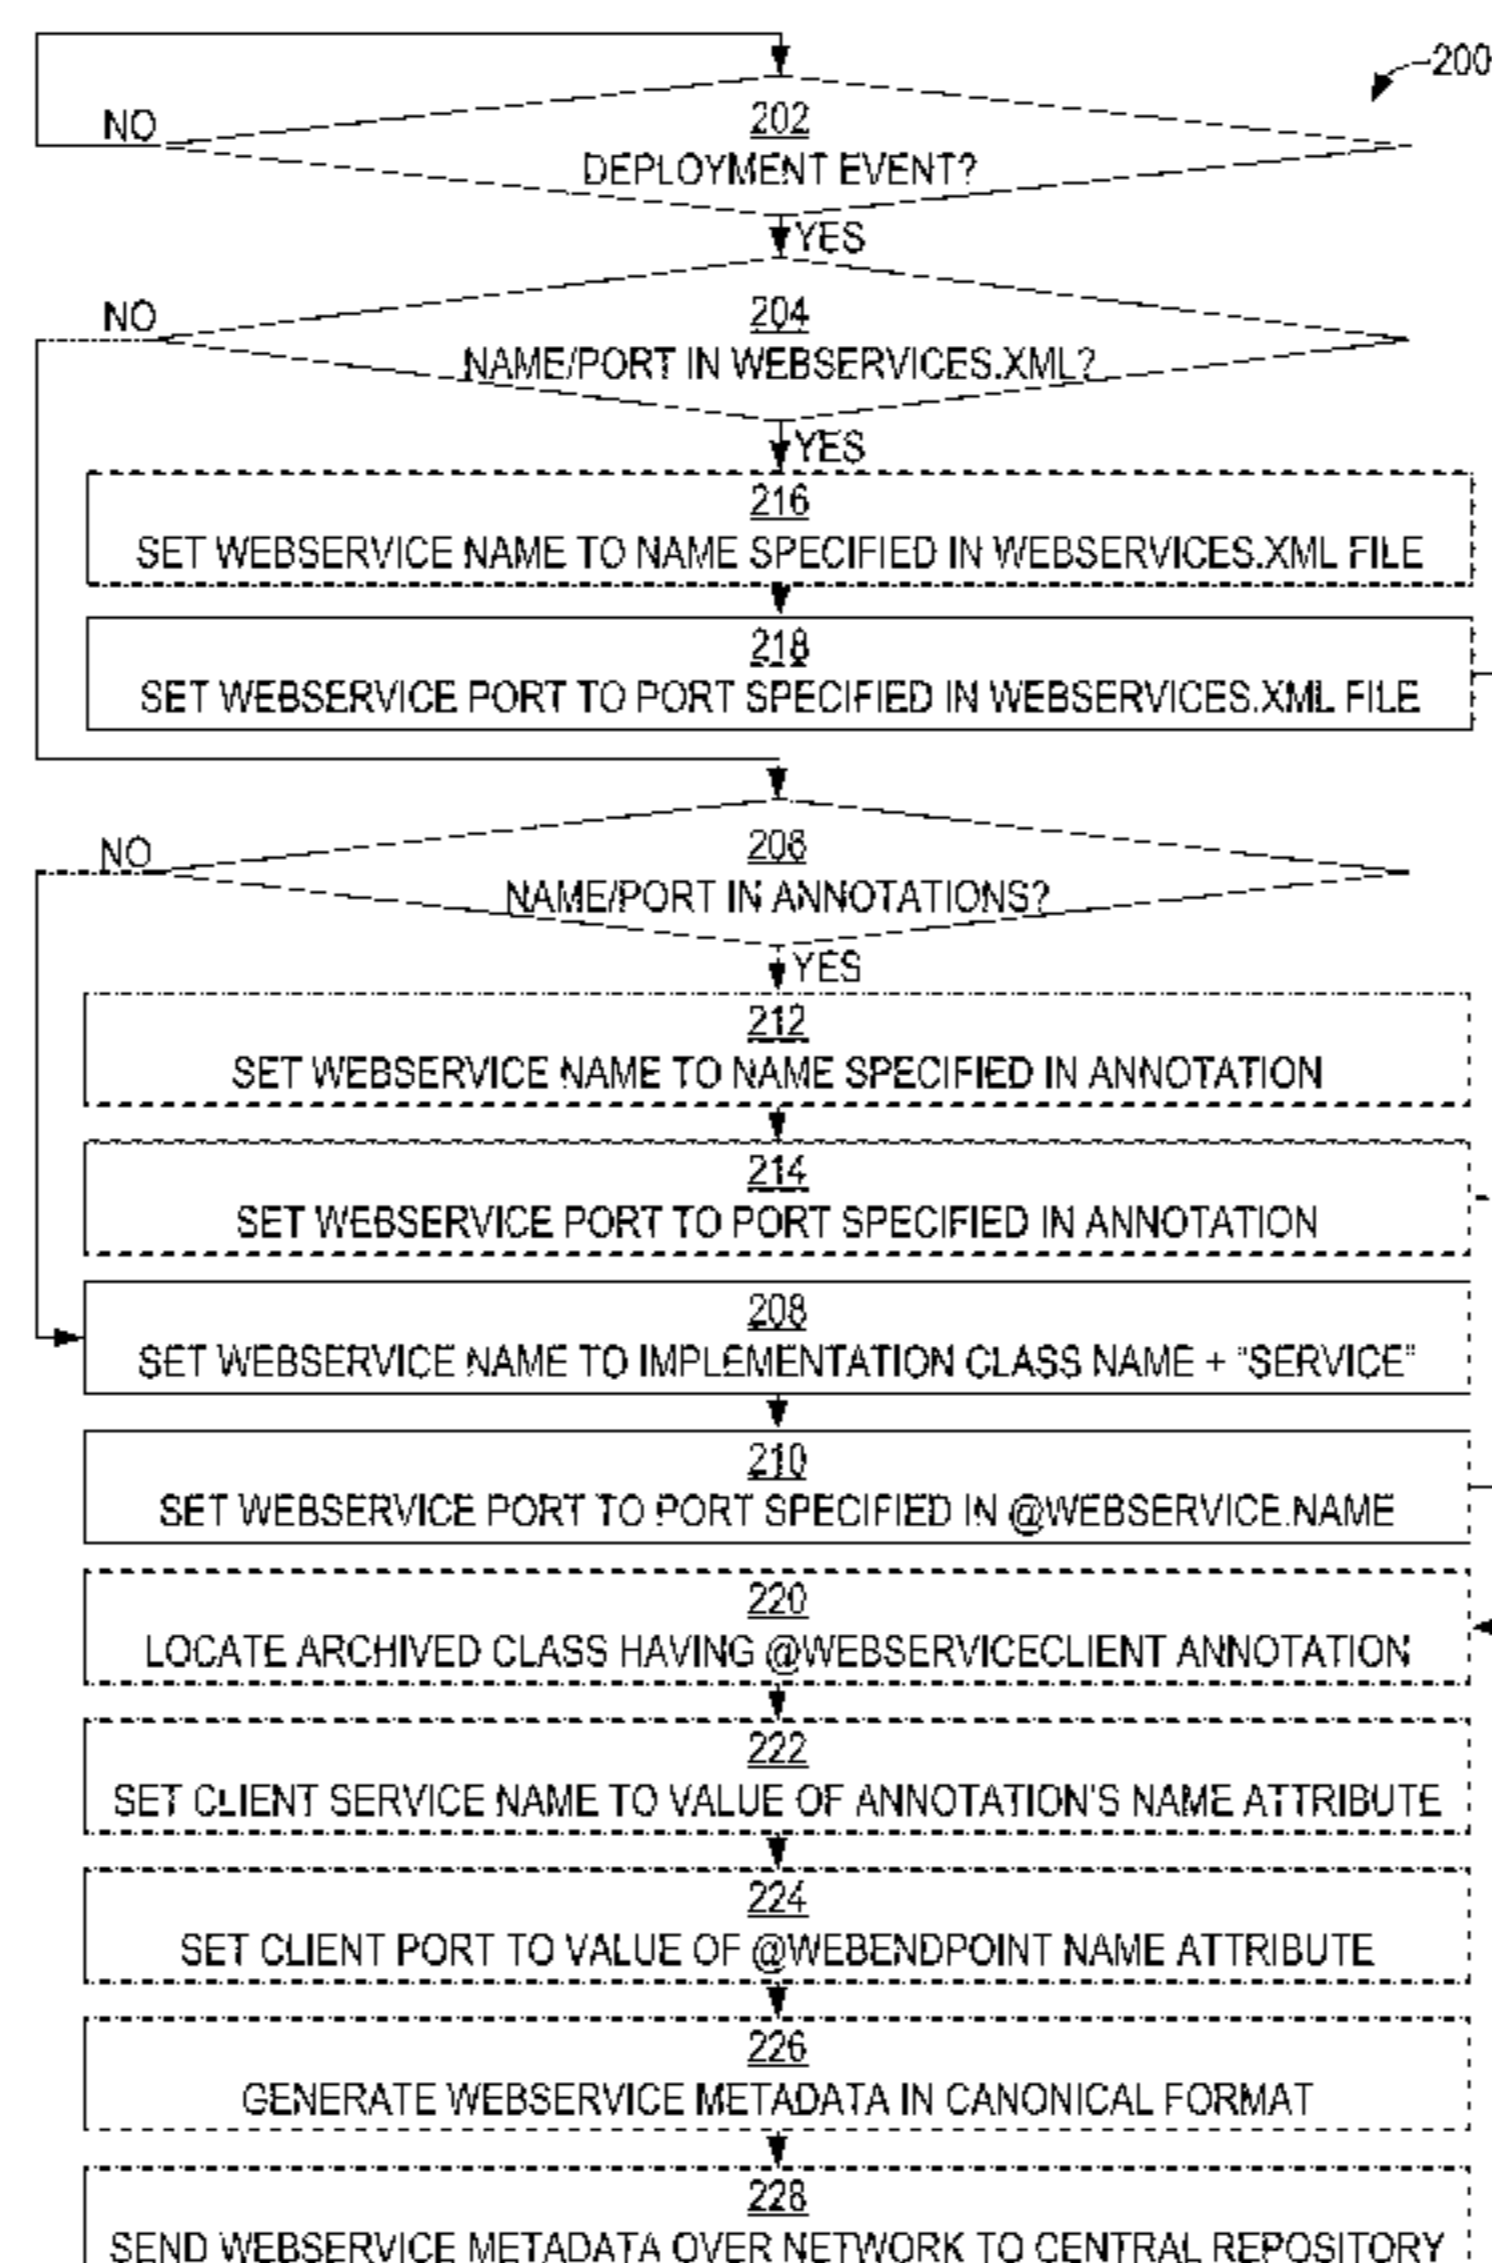 200
NO
202
DEPLOYMENT EVENT?
YES
NO
204
NAME/PORT IN WEBSERVICES.XML?
YES
216
SET WEBSERVICE NAME TO NAME SPECIFIED IN WEBSERVICES.XML FILE
218
SET WEBSERVICE PORT TO PORT SPECIFIED IN WEBSERVICES.XML FILE
NO
206
NAME/PORT IN ANNOTATIONS?
YES
212
SET WEBSERVICE NAME TO NAME SPECIFIED IN ANNOTATION
214
SET WEBSERVICE PORT TO PORT SPECIFIED IN ANNOTATION
208
SET WEBSERVICE NAME TO IMPLEMENTATION CLASS NAME + "SERVICE"
210
SET WEBSERVICE PORT TO PORT SPECIFIED IN @WEBSERVICE.NAME
220
LOCATE ARCHIVED CLASS HAVING @WEBSERVICECLIENT ANNOTATION
222
SET CLIENT SERVICE NAME TO VALUE OF ANNOTATION'S NAME ATTRIBUTE
224
SET CLIENT PORT TO VALUE OF @WEBENDPOINT NAME ATTRIBUTE
226
GENERATE WEBSERVICE METADATA IN CANONICAL FORMAT
228
SEND WEBSERVICE METADATA OVER NETWORK TO CENTRAL REPOSITORY